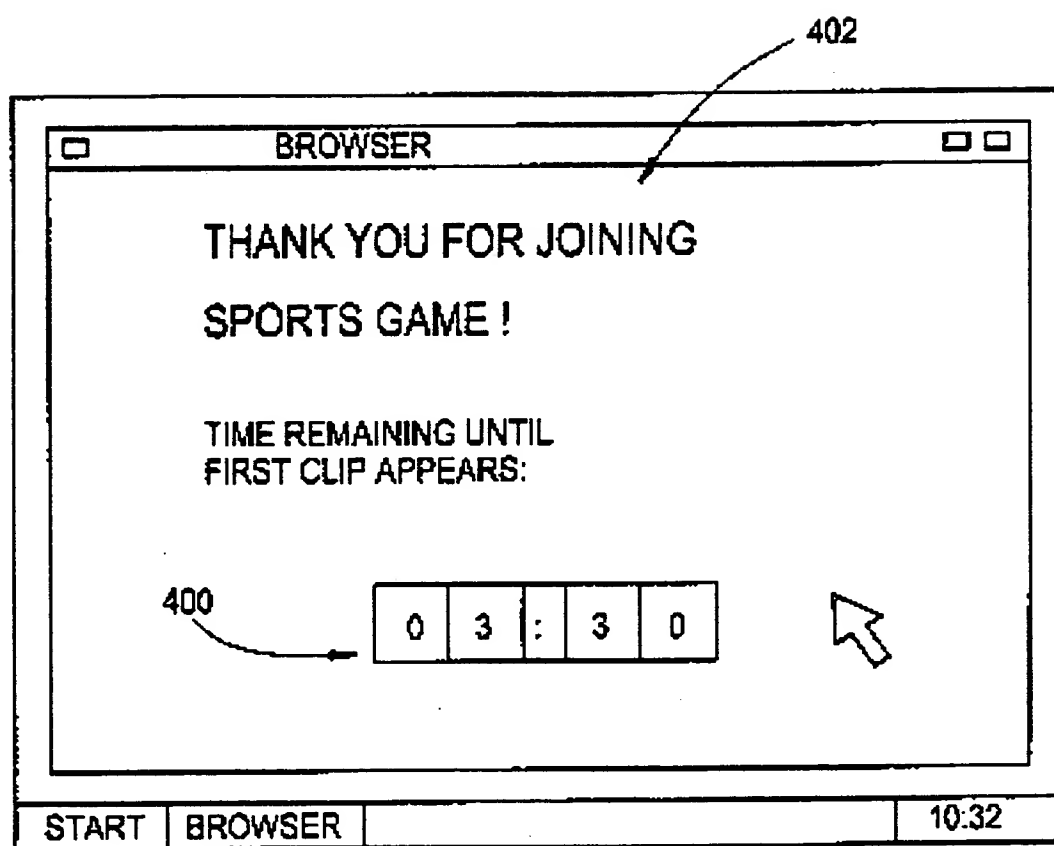 402
BROWSER
THANK YOU FOR JOINING
SPORTS GAME !
TIME REMAINING UNTIL
FIRST CLIP APPEARS:
400
0 3 : 3 0
START BROWSER 10:32